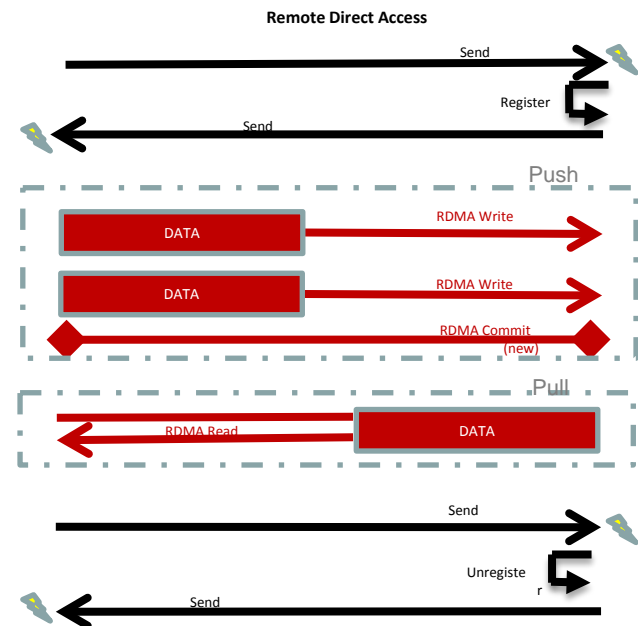 Remote Direct Access
Send
Register
Send
Push
DATA
RDMA Write
DATA
RDMA Write
RDMA Commit
(new)
Pull
RDMA Read
DATA
Send
Unregiste
r
Send